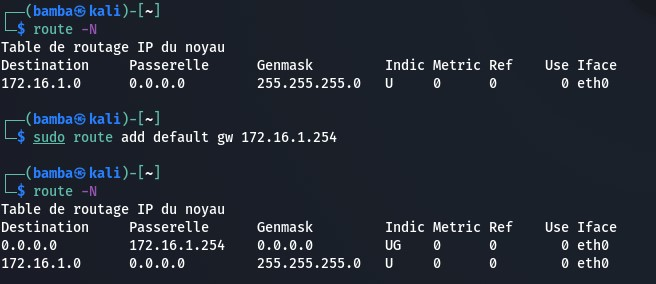 (bamba㉿kali)-[~]
$ route -N
Table de routage IP du noyau
Destination Passerelle Genmask Indic Metric Ref Use Iface
172.16.1.0 0.0.0.0 255.255.255.0 U 0 0 0 eth0
(bamba㉿kali)-[~]
$ sudo route add default gw 172.16.1.254
(bamba㉿kali)-[~]
$ route -N
Table de routage IP du noyau
Destination Passerelle Genmask Indic Metric Ref Use Iface
0.0.0.0 172.16.1.254 0.0.0.0 UG 0 0 0 eth0
172.16.1.0 0.0.0.0 255.255.255.0 U 0 0 0 eth0